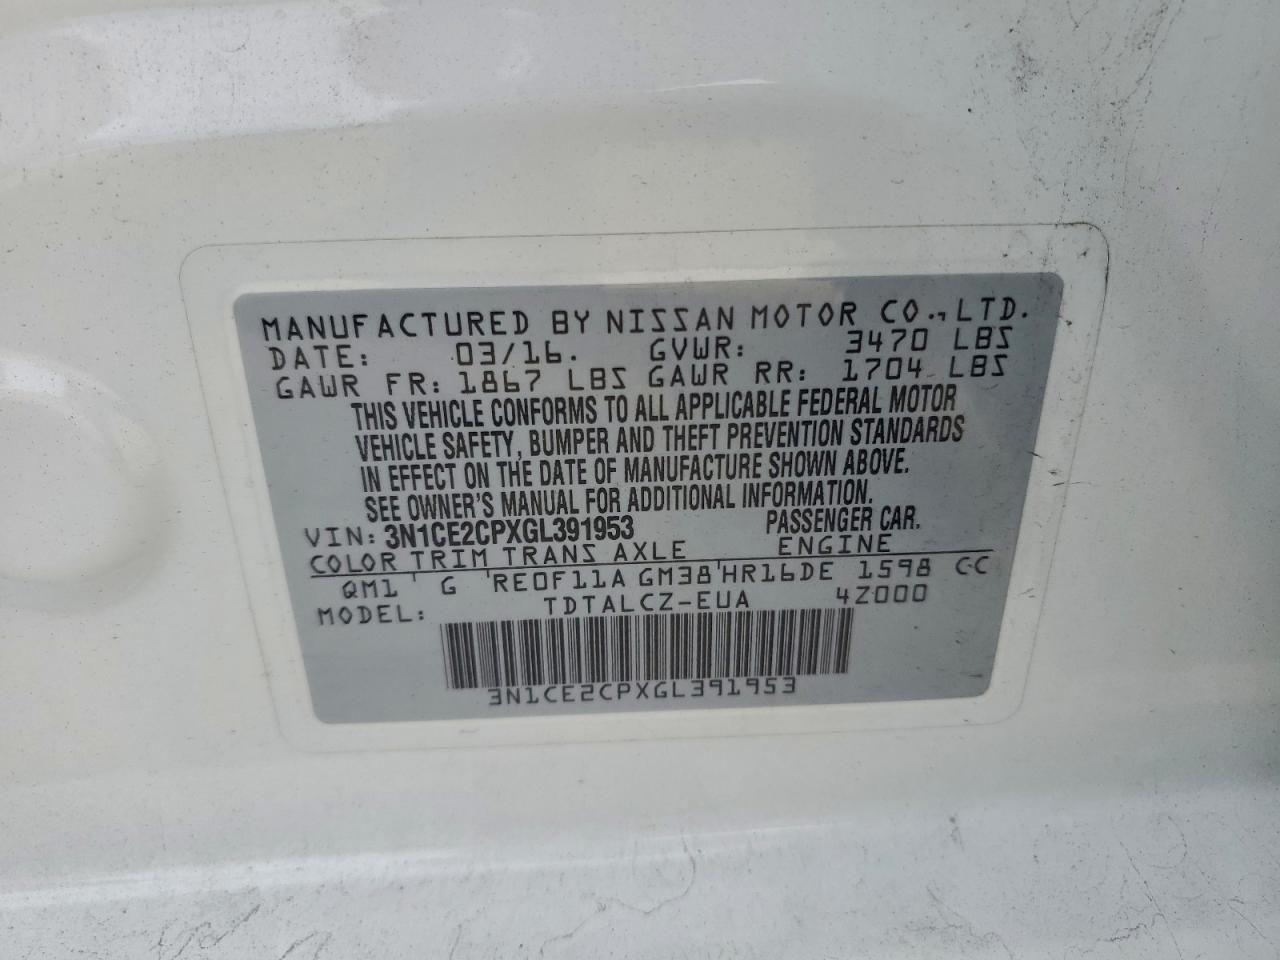 MANUFACTURED BY NISSAN MOTOR CO., LTD.
DATE: 03/16. GVWR: 3470 LBS
GAWR FR: 1867 LBS GAWR RR: 1704 LBS
THIS VEHICLE CONFORMS TO ALL APPLICABLE FEDERAL MOTOR
VEHICLE SAFETY, BUMPER AND THEFT PREVENTION STANDARDS
IN EFFECT ON THE DATE OF MANUFACTURE SHOWN ABOVE.
SEE OWNER'S MANUAL FOR ADDITIONAL INFORMATION.
VIN: 3N1CE2CPXGL391953 PASSENGER CAR.
COLOR TRIM TRANS AXLE ENGINE
QM1 ' G 'RE0F11A GM38'HR16DE 1598 CC
MODEL: TDTALCZ-EUA 4Z000
3N1CE2CPXGL391953